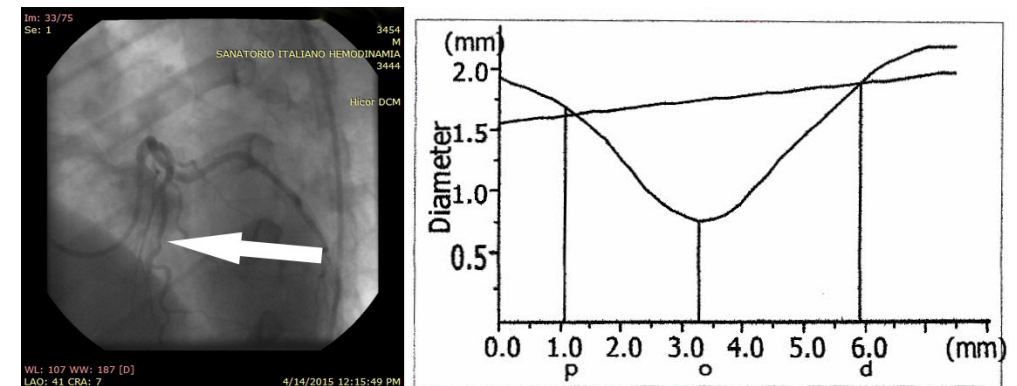 Im: 33/75
Se: 1
3454
M
SANATORIO ITALIANO HEMODINAMIA
3444
Hicor DCM
WL: 107 WW: 187 [D]
LAO: 41 CRA: 7
4/14/2015 12:15:49 PM
(mm)
2.0
1.5
1.0
0.5
Diameter
0.0 1.0 2.0 3.0 4.0 5.0 6.0 (mm)
p o d